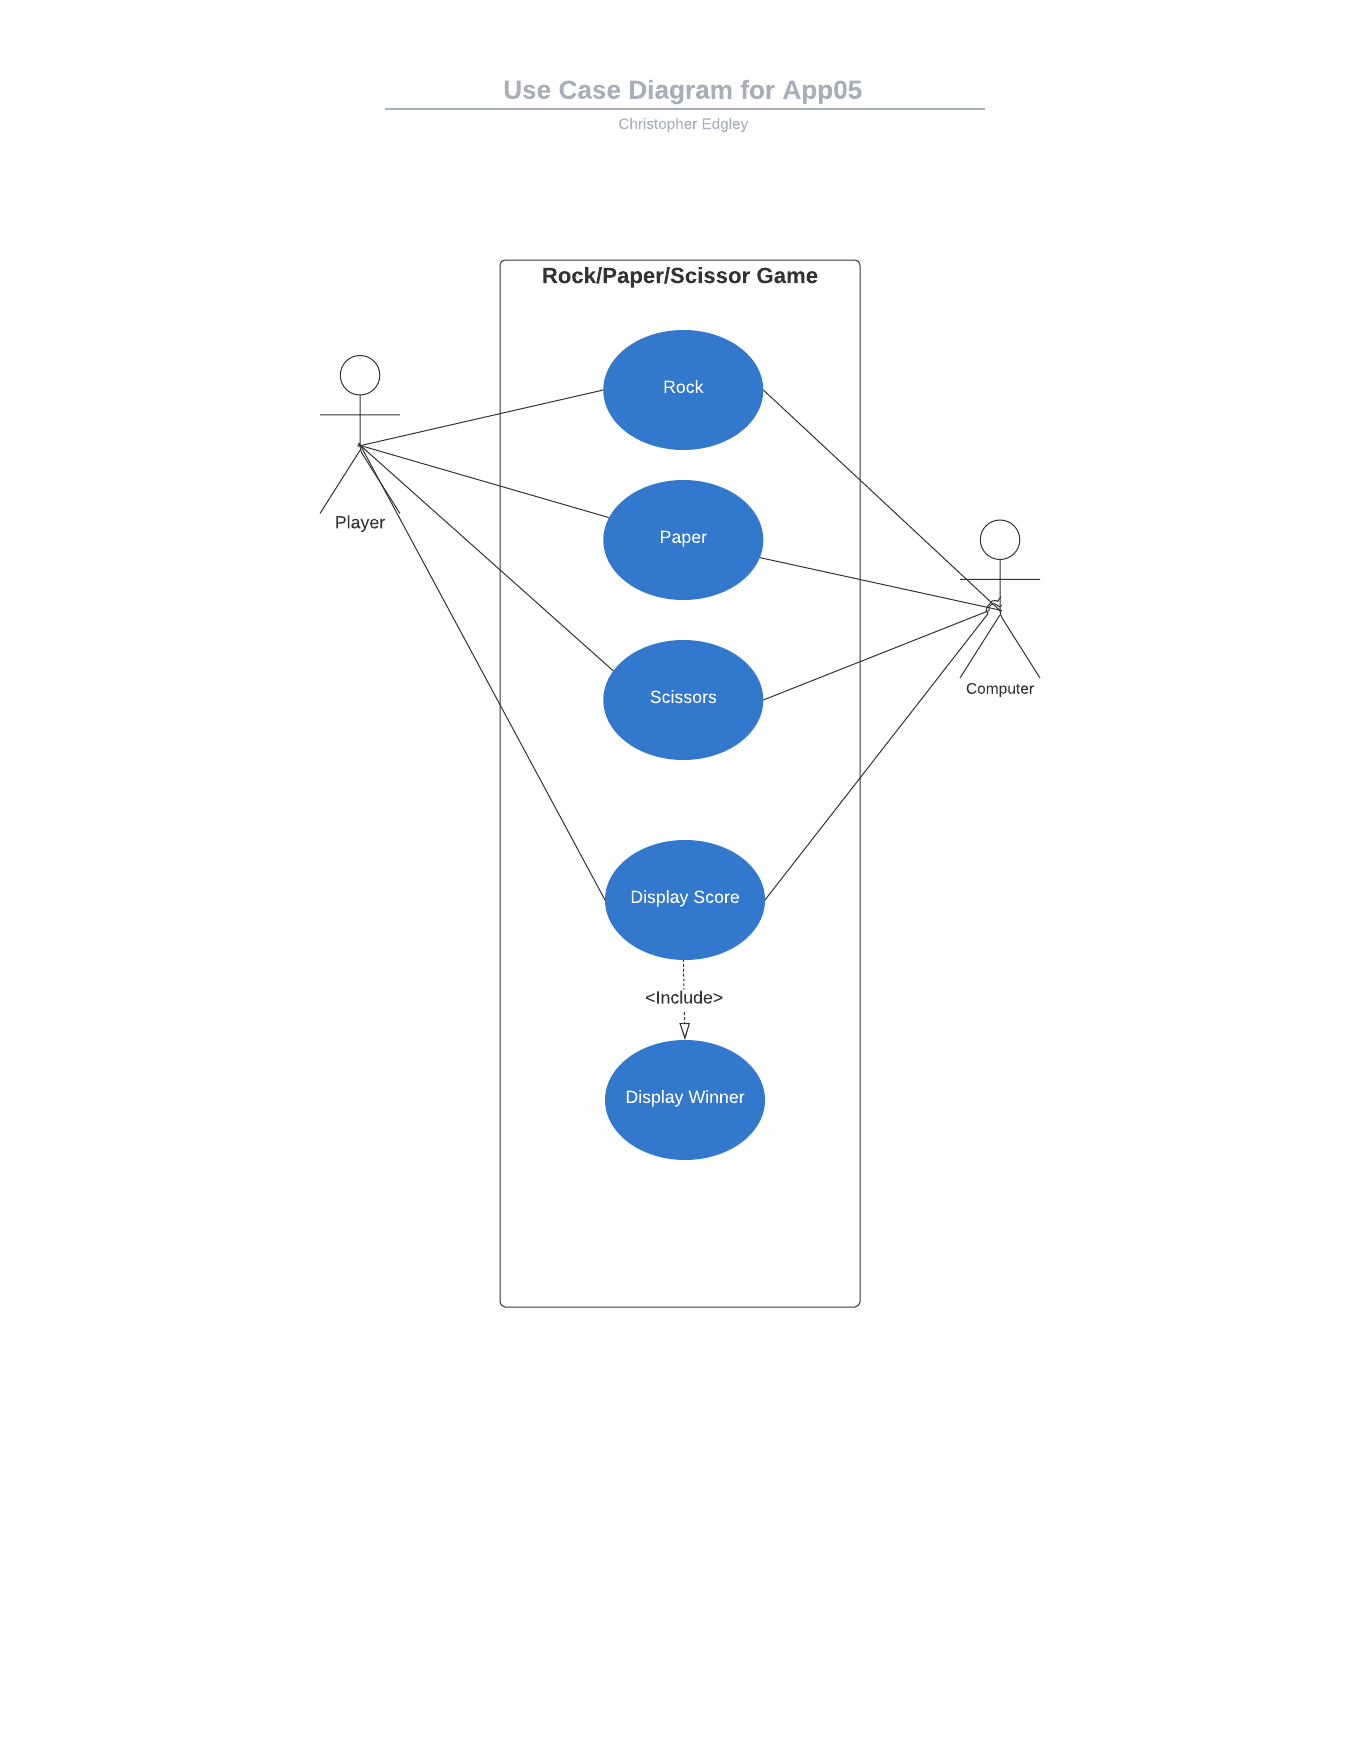 Use Case Diagram for App05
Christopher Edgley
Rock/Paper/Scissor Game
Rock
Player
Paper
Computer
Scissors
Display Score
<Include>
Display Winner